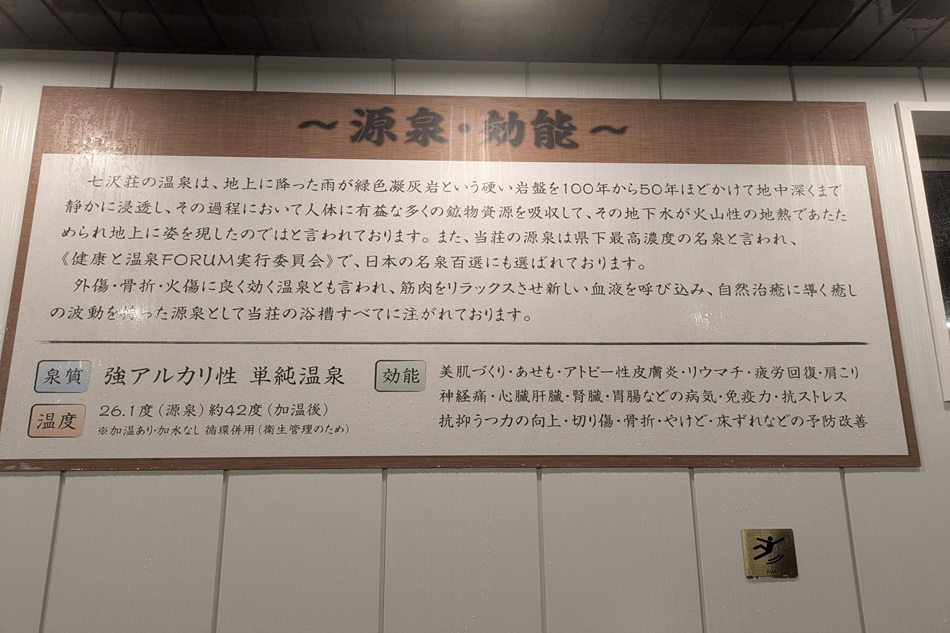 ～源泉・効能～
七沢荘の温泉は、地上に降った雨が緑色凝灰岩という硬い岩盤を100年から50年ほどかけて地中深くまで
静かに浸透し、その過程において人体に有益な多くの鉱物資源を吸収して、その地下水が火山性の地熱であたた
められ地上に姿を現したのではと言われております。また、当荘の源泉は県下最高濃度の名泉と言われ、
《健康と温泉FORUM実行委員会》で、日本の名泉百選にも選ばれております。
外傷・骨折・火傷に良く効く温泉とも言われ、筋肉をリラックスさせ新しい血液を呼び込み、自然治癒に導く癒し
の波動を った源泉として当荘の浴槽すべてに注がれております。
泉質 強アルカリ性 単純温泉
温度 26.1度（源泉）約42度（加温後）
※加温あり・加水なし 循環併用（衛生管理のため）
効能 美肌づくり・あせも・アトピー性皮膚炎・リウマチ・疲労回復・肩こり
神経痛・心臓肝臓・腎臓・胃腸などの病気・免疫力・抗ストレス
抗抑うつ力の向上・切り傷・骨折・やけど・床ずれなどの予防改善